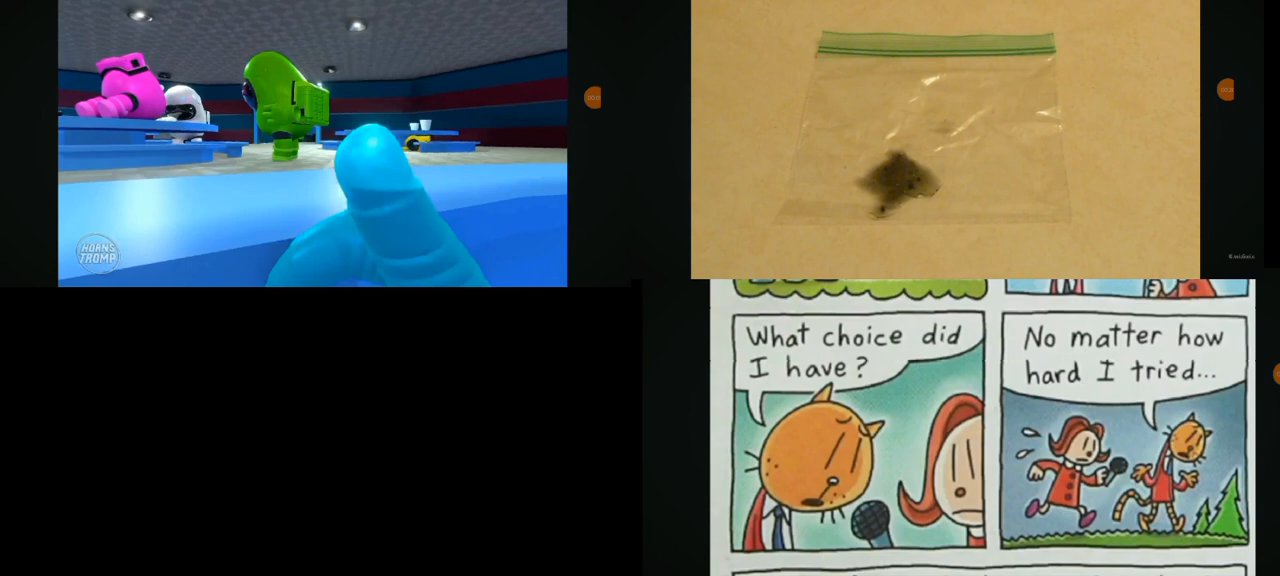 HORNS
TROMP
What choice did
I have?
No matter how
hard I tried...